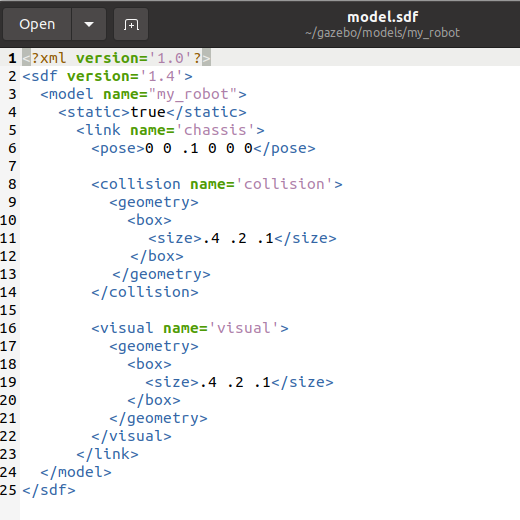 Open
model.sdf
~/gazebo/models/my_robot
1 <?xml version='1.0'?>
2 <sdf version='1.4'>
3 <model name="my_robot">
4 <static>true</static>
5 <link name='chassis'>
6 <pose>0 0 .1 0 0 0</pose>
7
8 <collision name='collision'>
9 <geometry>
10 <box>
11 <size>.4 .2 .1</size>
12 </box>
13 </geometry>
14 </collision>
15
16 <visual name='visual'>
17 <geometry>
18 <box>
19 <size>.4 .2 .1</size>
20 </box>
21 </geometry>
22 </visual>
23 </link>
24 </model>
25 </sdf>